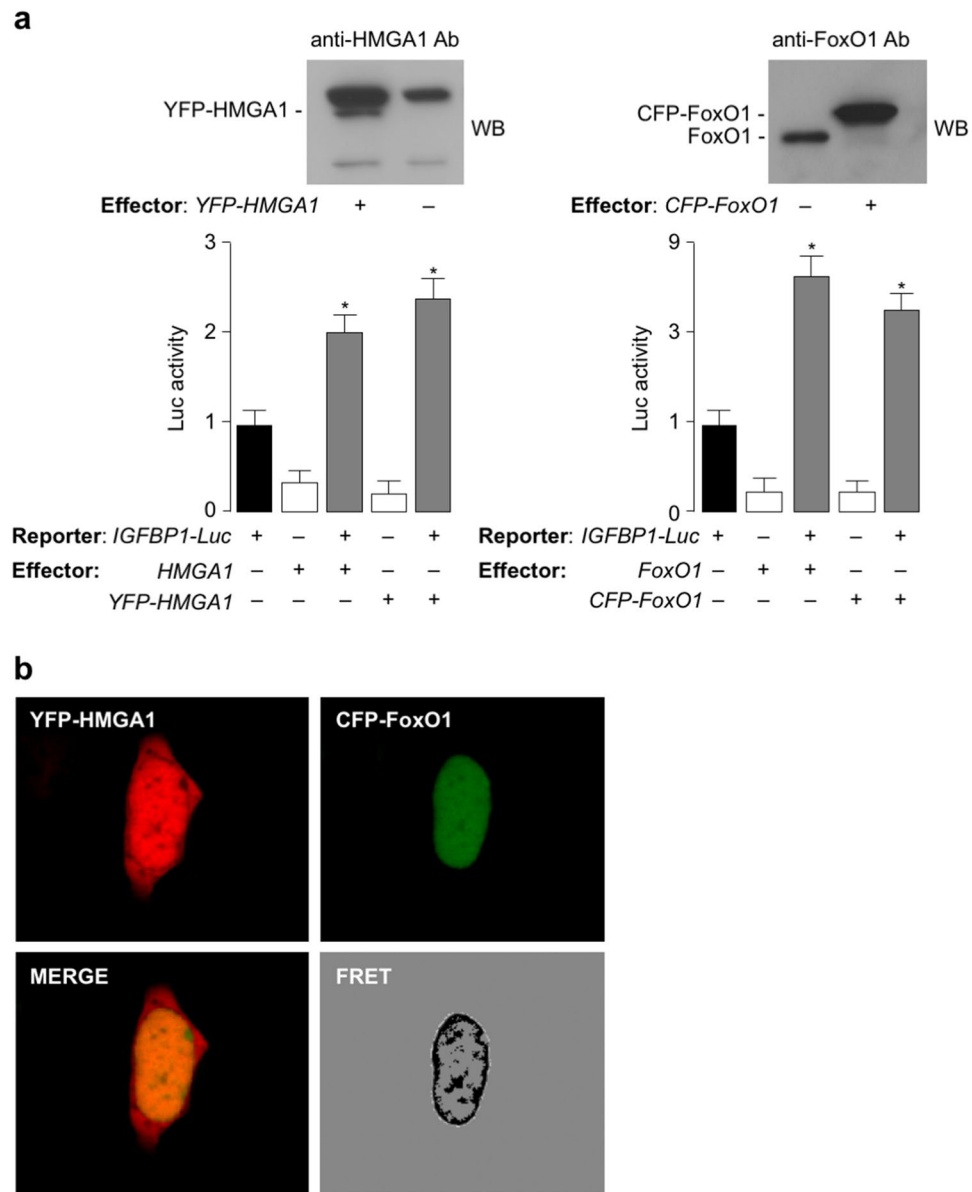 a
anti-HMGA1 Ab
YFP-HMGA1 -
WB
Effector: YFP-HMGA1 + –
3
2
1
0
Luc activity
* *
Reporter: IGFBP1-Luc + – + – +
Effector: HMGA1 – + + – –
YFP-HMGA1 – – – + +
anti-FoxO1 Ab
CFP-FoxO1 -
FoxO1 -
WB
Effector: CFP-FoxO1 – +
9
3
1
0
Luc activity
* *
Reporter: IGFBP1-Luc + – + – +
Effector: FoxO1 – + + – –
CFP-FoxO1 – – – + +
b
YFP-HMGA1
CFP-FoxO1
MERGE
FRET